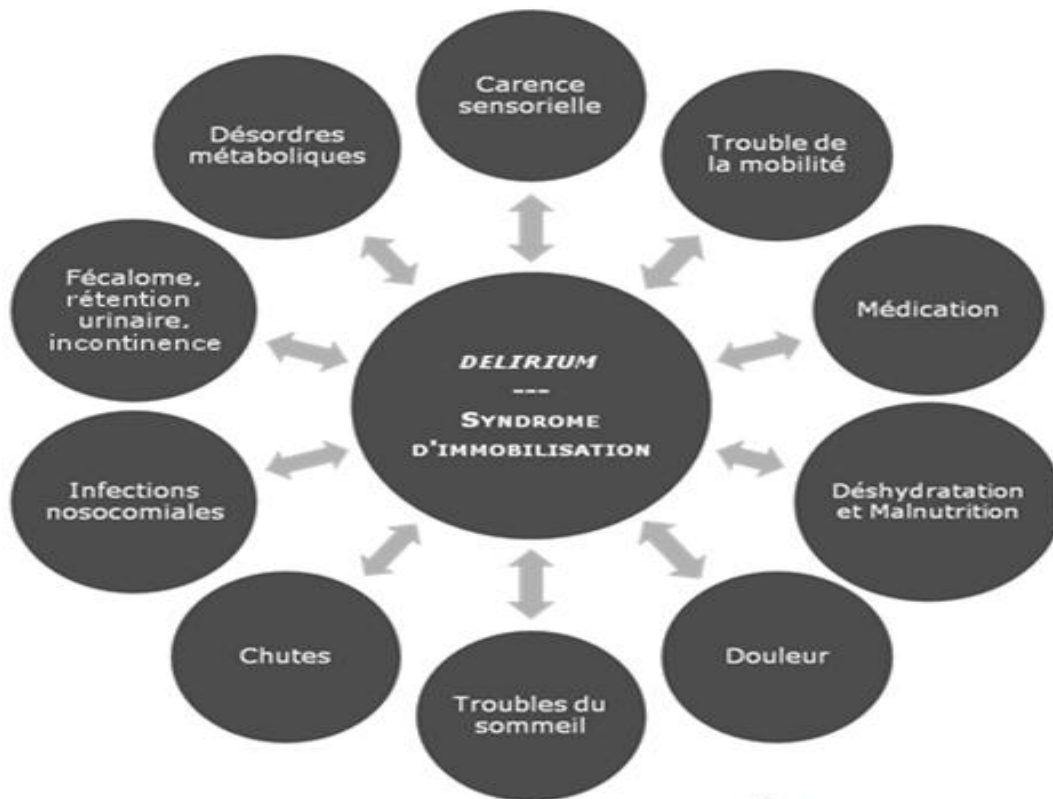 Carence
sensorielle
Trouble de
la mobilité
Médication
Déshydratation
et Malnutrition
Douleur
Troubles du
sommeil
Chutes
Infections
nosocomiales
Fécalome,
rétention
urinaire,
incontinence
Désordres
métaboliques
DELIRIUM
---
SYNDROME
D'IMMOBILISATION